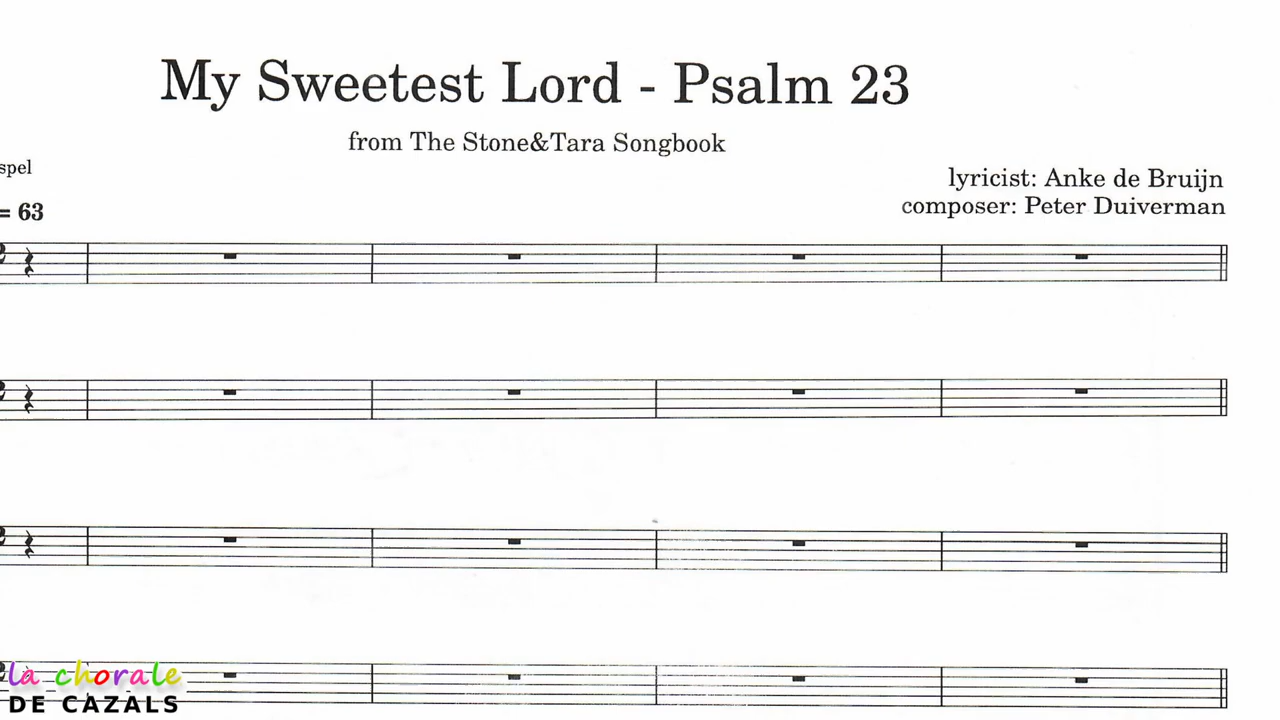 My Sweetest Lord - Psalm 23
from The Stone&Tara Songbook
spel
lyricist: Anke de Bruijn
= 63
composer: Peter Duiverman
la chorale
DE CAZALS